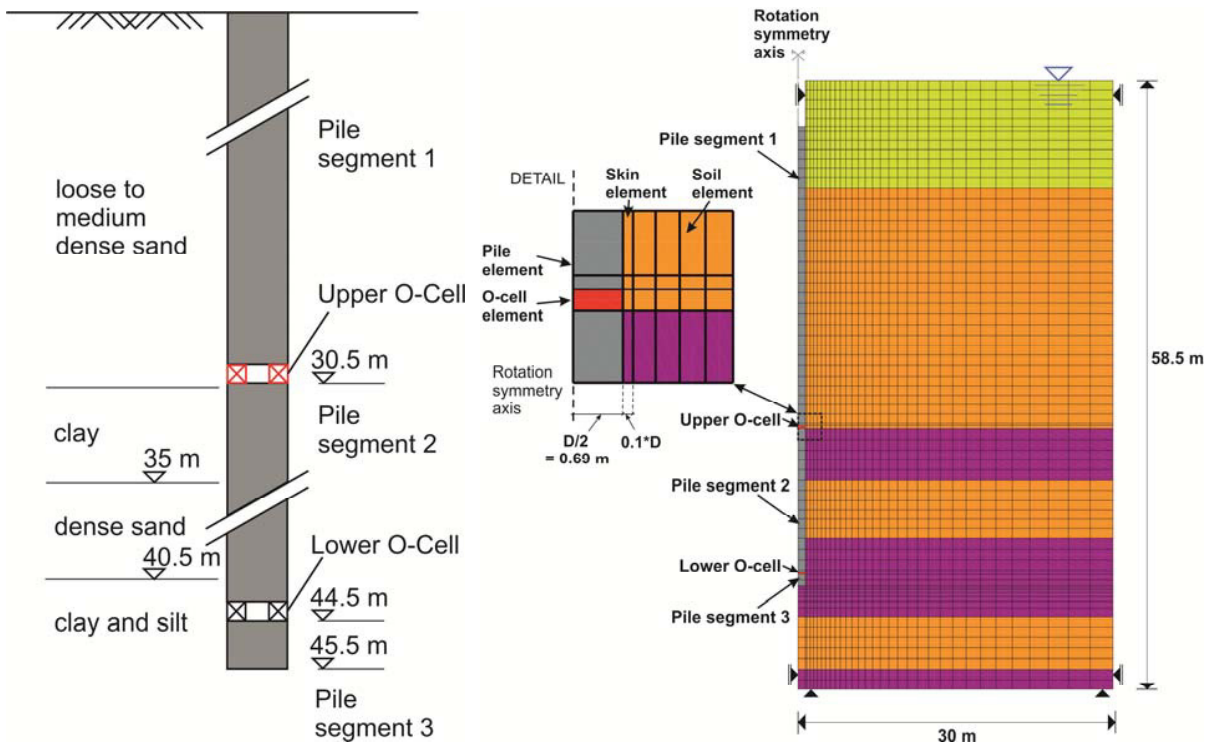 loose to
medium
dense sand
clay
35 m
dense sand
40.5 m
clay and silt
Pile
segment 1
Upper O-Cell
30.5 m
Pile
segment 2
Lower O-Cell
44.5 m
45.5 m
Pile
segment 3
DETAIL
Skin
element
Soil
element
Pile
element
O-cell
element
Rotation
symmetry
axis
D/2
= 0.69 m
0.1*D
Rotation
symmetry
axis
Pile segment 1
Upper O-cell
Pile segment 2
Lower O-cell
Pile segment 3
58.5 m
30 m